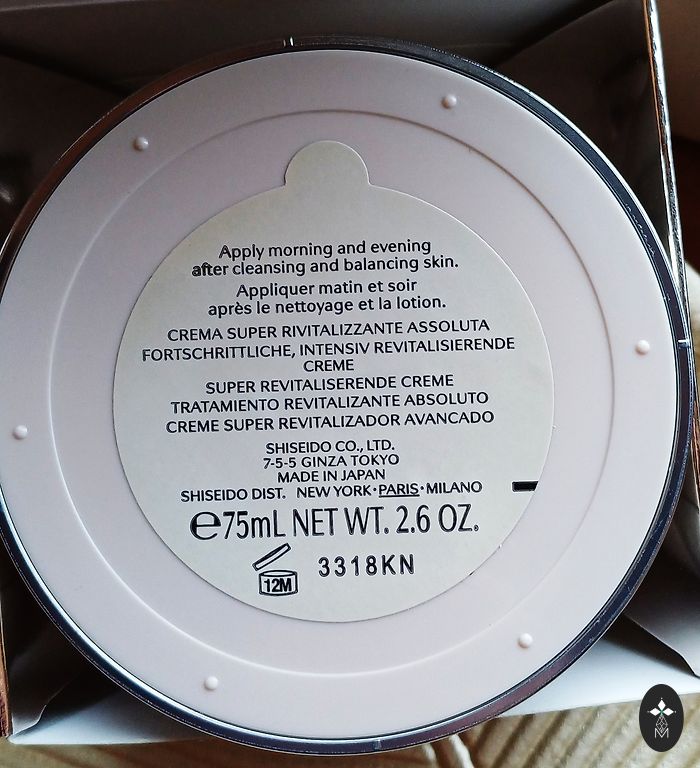 Apply morning and evening
after cleansing and balancing skin.
Appliquer matin et soir
après le nettoyage et la lotion.
CREMA SUPER RIVITALIZZANTE ASSOLUTA
FORTSCHRITTLICHE, INTENSIV REVITALISIERENDE
CREME
SUPER REVITALISERENDE CREME
TRATAMIENTO REVITALIZANTE ABSOLUTO
CREME SUPER REVITALIZADOR AVANCADO
SHISEIDO CO., LTD.
7-5-5 GINZA TOKYO
MADE IN JAPAN
SHISEIDO DIST. NEW YORK•PARIS•MILANO
℮75mL NET WT. 2.6 OZ.
12M 3318KN